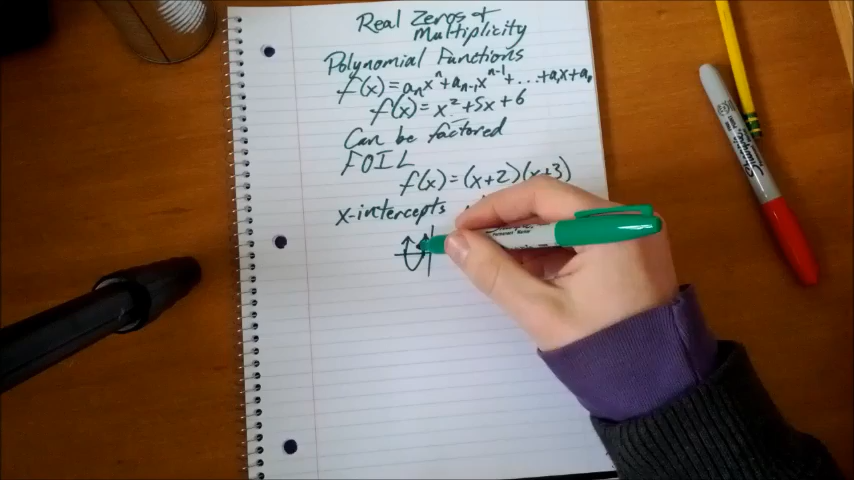 Real Zeros +
Multiplicity
Polynomial Functions
f(x)=aₙxⁿ+aₙ₋₁xⁿ⁻¹+...+a₁x+a₀
f(x)=x²+5x+6
Can be factored
FOIL
f(x)=(x+2)(x+3)
x-intercepts
Sharpie